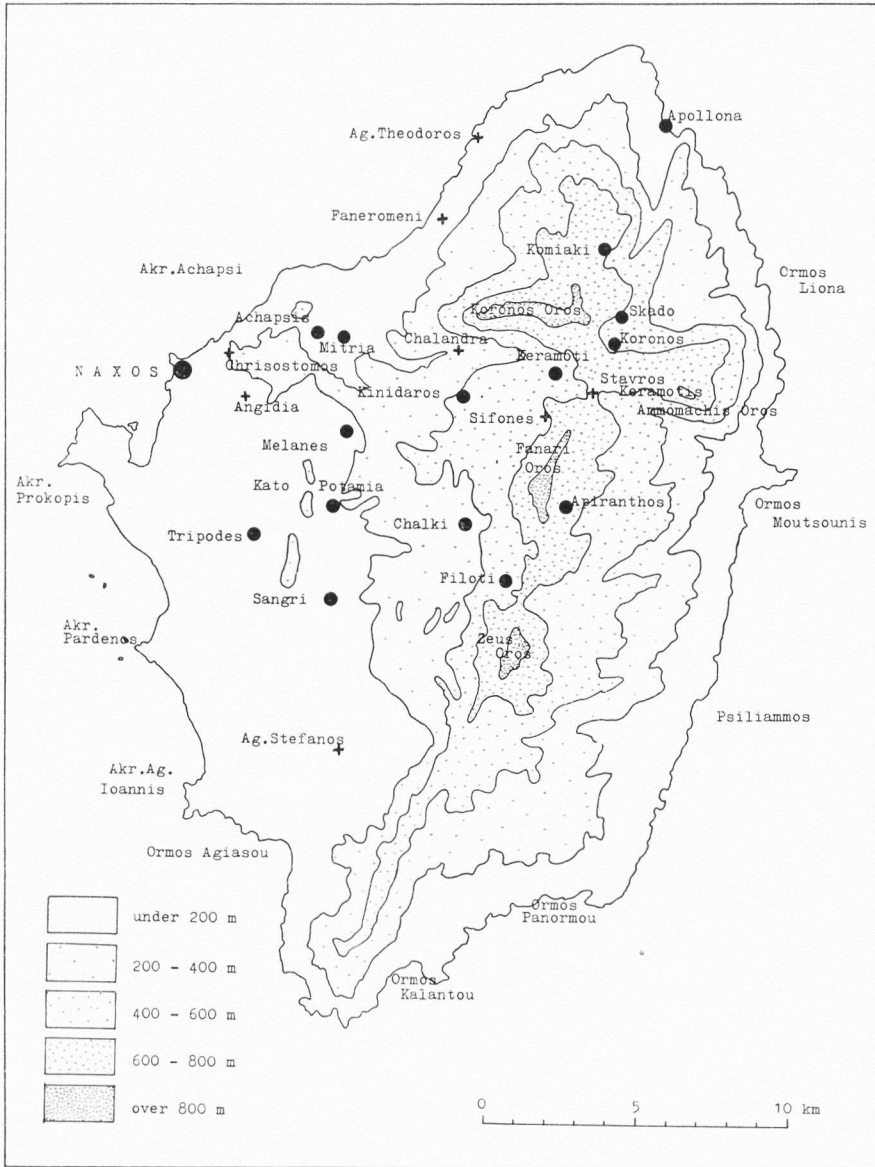 Apollona
Ag.Theodoros
Faneromeni
Komiaki
Akr.Achapsi
Ormos
Liona
Koronos Oros
Achapsis
Skado
Mitria
Chalandra
Koronos
Keramoti
N A X O S
Chrisostomos
Stavros
Keramotis
Kinidaros
Angidia
Ammomachis Oros
Sifones
Melanes
Fanari
Oros
Akr.
Prokopis
Kato
Potamia
Apiranthos
Ormos
Moutsounis
Chalki
Tripodes
Filoti
Sangri
Akr.
Pardenos
Zeus
Oros
Psiliammos
Ag.Stefanos
Akr.Ag.
Ioannis
Ormos Agiasou
Ormos
Panormou
Ormos
Kalantou
under 200 m
200 - 400 m
400 - 600 m
600 - 800 m
over 800 m
0 5 10 km